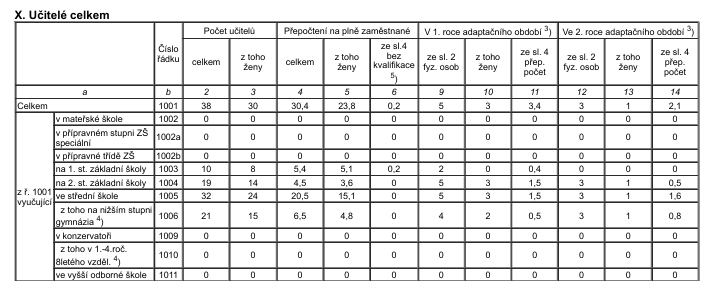 X. Učitelé celkem
Číslo řádku | Počet učitelů | Přepočtení na plně zaměstnané | V 1. roce adaptačního období 3) | Ve 2. roce adaptačního období 3)
celkem | z toho ženy | celkem | z toho ženy | ze sl.4 bez kvalifikace 5) | ze sl. 2 fyz. osob | z toho ženy | ze sl. 4 přep. počet | ze sl. 2 fyz. osob | z toho ženy | ze sl. 4 přep. počet
a | b | 2 | 3 | 4 | 5 | 6 | 9 | 10 | 11 | 12 | 13 | 14
Celkem | 1001 | 38 | 30 | 30,4 | 23,8 | 0,2 | 5 | 3 | 3,4 | 3 | 1 | 2,1
z ř. 1001 vyučující
v mateřské škole | 1002 | 0 | 0 | 0 | 0 | 0 | 0 | 0 | 0 | 0 | 0 | 0
v přípravném stupni ZŠ speciální | 1002a | 0 | 0 | 0 | 0 | 0 | 0 | 0 | 0 | 0 | 0 | 0
v přípravné třídě ZŠ | 1002b | 0 | 0 | 0 | 0 | 0 | 0 | 0 | 0 | 0 | 0 | 0
na 1. st. základní školy | 1003 | 10 | 8 | 5,4 | 5,1 | 0,2 | 2 | 0 | 0,4 | 0 | 0 | 0
na 2. st. základní školy | 1004 | 19 | 14 | 4,5 | 3,6 | 0 | 5 | 3 | 1,5 | 3 | 1 | 0,5
ve střední škole | 1005 | 32 | 24 | 20,5 | 15,1 | 0 | 5 | 3 | 1,5 | 3 | 1 | 1,6
z toho na nižším stupni gymnázia 4) | 1006 | 21 | 15 | 6,5 | 4,8 | 0 | 4 | 2 | 0,5 | 3 | 1 | 0,8
v konzervatoři | 1009 | 0 | 0 | 0 | 0 | 0 | 0 | 0 | 0 | 0 | 0 | 0
z toho v 1.-4.roč. 8letého vzděl. 4) | 1010 | 0 | 0 | 0 | 0 | 0 | 0 | 0 | 0 | 0 | 0 | 0
ve vyšší odborné škole | 1011 | 0 | 0 | 0 | 0 | 0 | 0 | 0 | 0 | 0 | 0 | 0